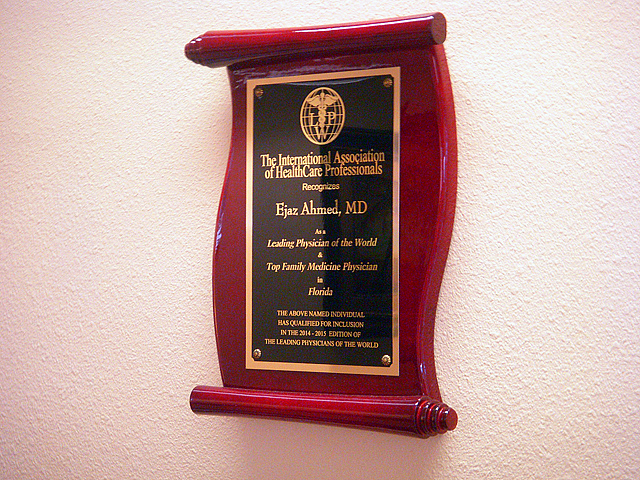 L P
The International Association
of HealthCare Professionals
Recognizes
Ejaz Ahmed, MD
As a
Leading Physician of the World
&
Top Family Medicine Physician
in
Florida
THE ABOVE NAMED INDIVIDUAL
HAS QUALIFIED FOR INCLUSION
IN THE 2014 - 2015 EDITION OF
THE LEADING PHYSICIANS OF THE WORLD